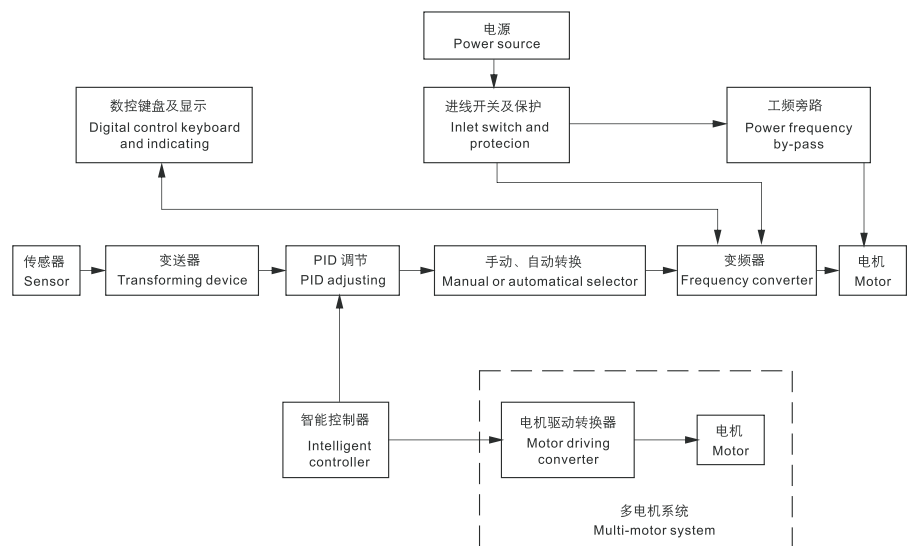 电源
Power source
数控键盘及显示
Digital control keyboard
and indicating
进线开关及保护
Inlet switch and
protecion
工频旁路
Power frequency
by-pass
传感器
Sensor
变送器
Transforming device
PID 调节
PID adjusting
手动、自动转换
Manual or automatical selector
变频器
Frequency converter
电机
Motor
智能控制器
Intelligent
controller
电机驱动转换器
Motor driving
converter
电机
Motor
多电机系统
Multi-motor system